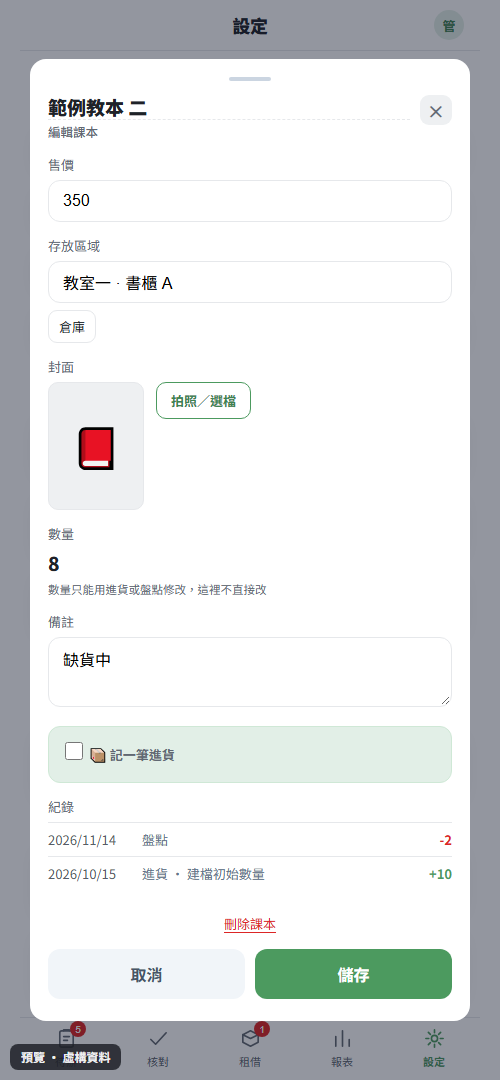 設定
管
範例教本 二
×
編輯課本
售價
350
存放區域
教室一 · 書櫃 A
倉庫
封面
拍照／選檔
數量
8
數量只能用進貨或盤點修改，這裡不直接改
備註
缺貨中
記一筆進貨
紀錄
2026/11/14 盤點 -2
2026/10/15 進貨 · 建檔初始數量 +10
刪除課本
取消 儲存
5 1
核對 租借 報表 設定
預覽 · 虛構資料